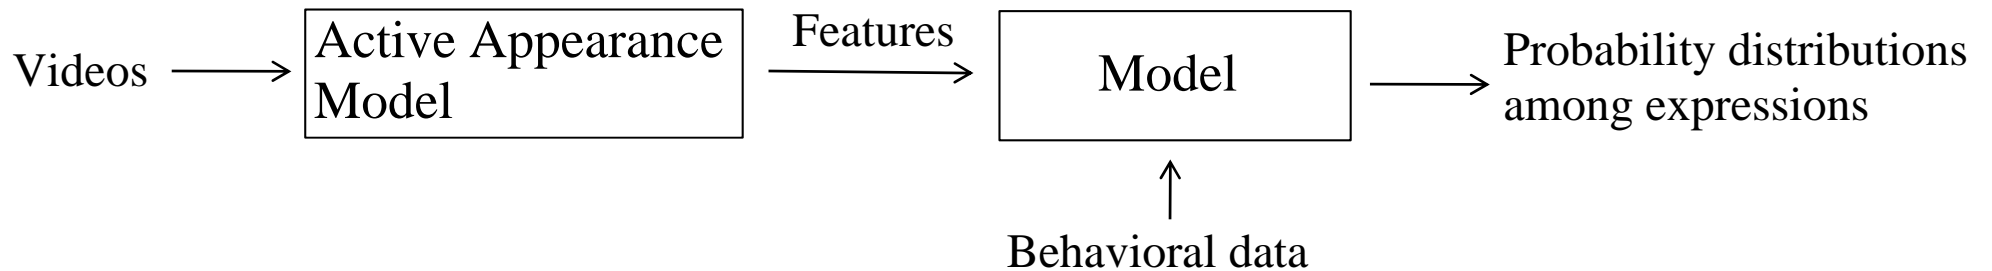 Videos
Active Appearance
Model
Features
Model
Probability distributions
among expressions
Behavioral data